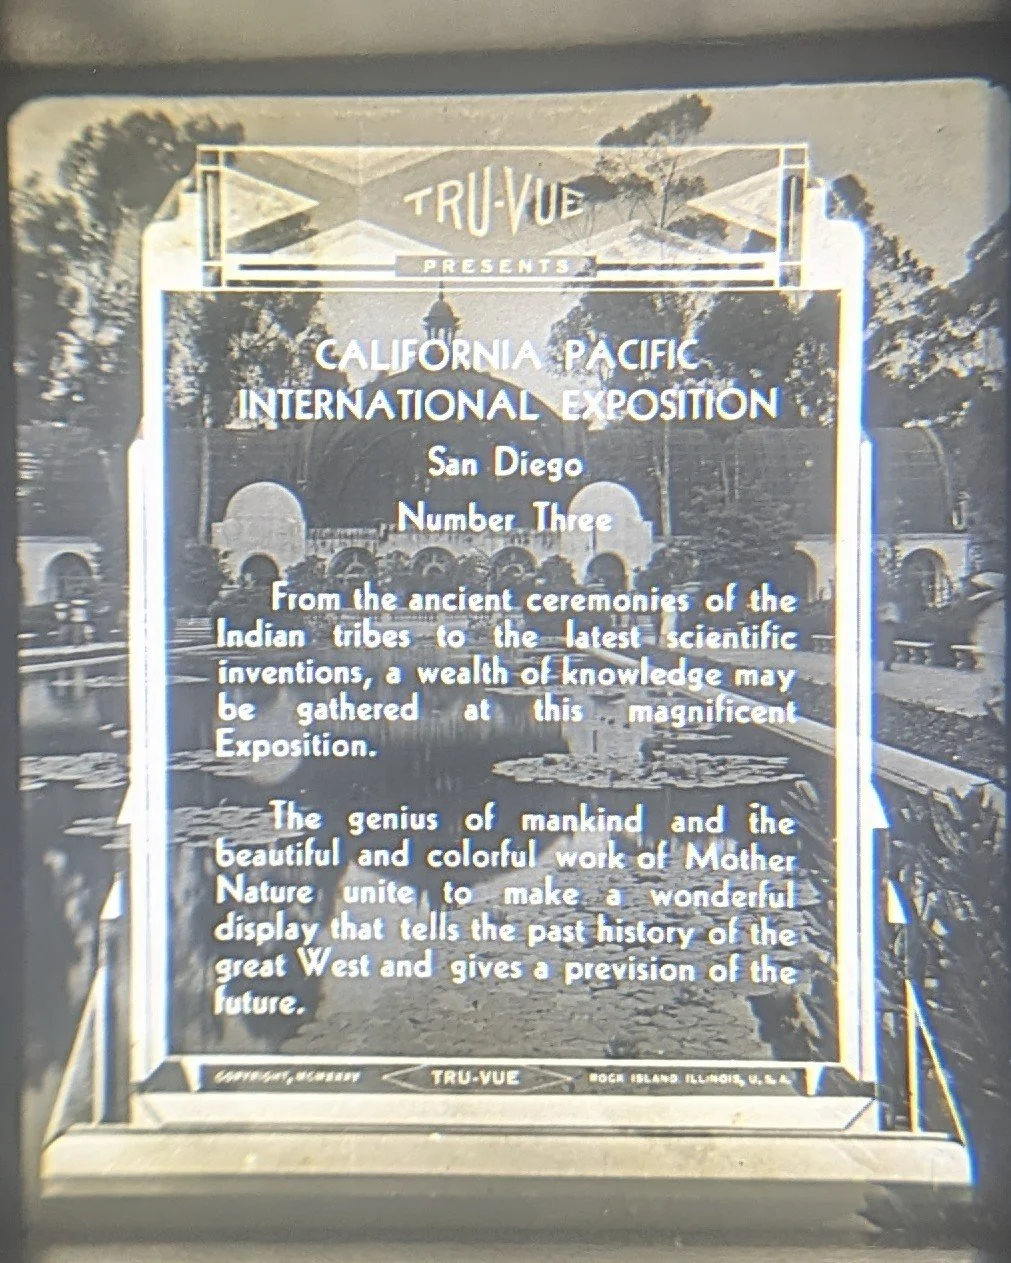 TRU-VUE
PRESENTS
CALIFORNIA PACIFIC
INTERNATIONAL EXPOSITION
San Diego
Number Three
From the ancient ceremonies of the
Indian tribes to the latest scientific
inventions, a wealth of knowledge may
be gathered at this magnificent
Exposition.
The genius of mankind and the
beautiful and colorful work of Mother
Nature unite to make a wonderful
display that tells the past history of the
great West and gives a prevision of the
future.
COPYRIGHT, MCMXXXV TRU-VUE ROCK ISLAND ILLINOIS, U.S.A.